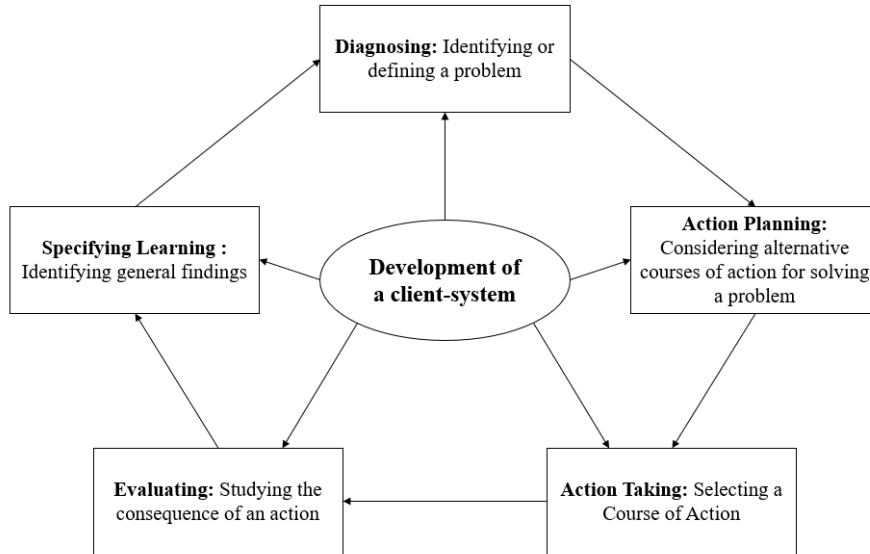 Diagnosing: Identifying or
defining a problem
Specifying Learning :
Identifying general findings
Development of
a client-system
Action Planning:
Considering alternative
courses of action for solving
a problem
Evaluating: Studying the
consequence of an action
Action Taking: Selecting a
Course of Action